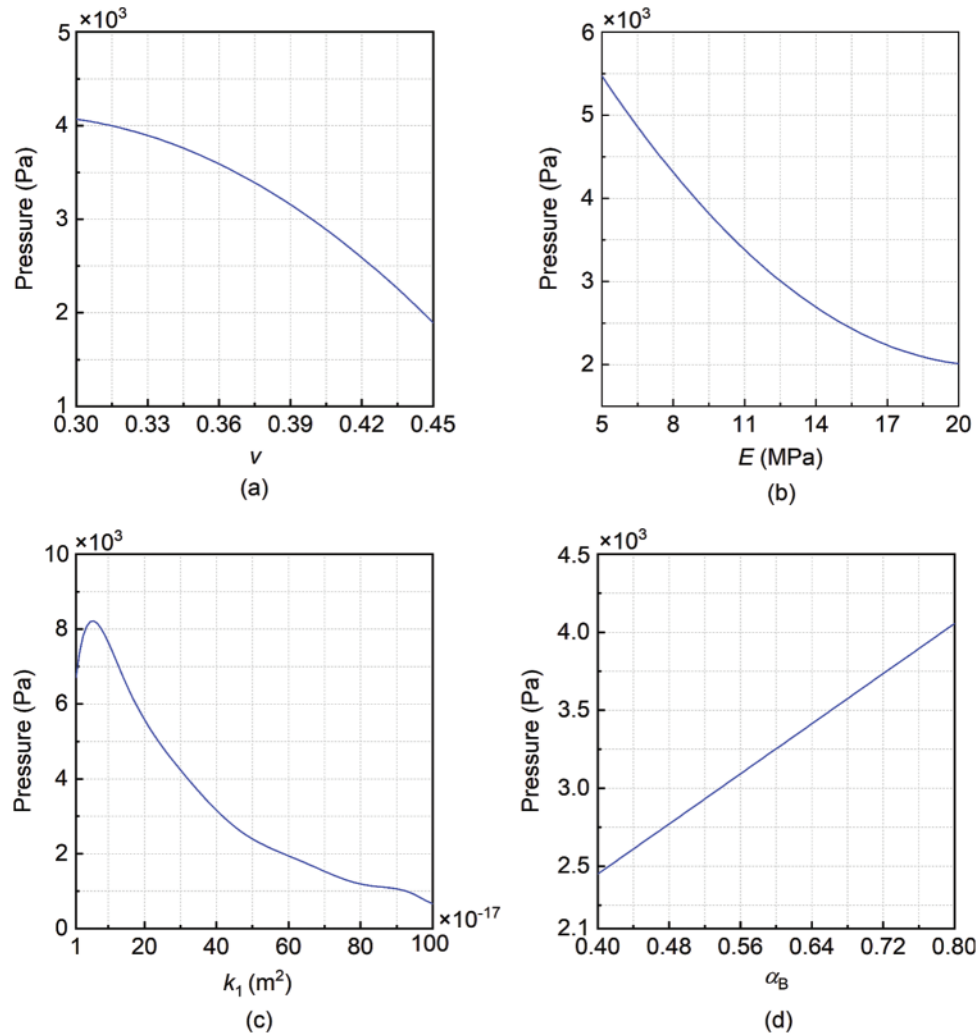 ×10³
5
4
3
2
1
Pressure (Pa)
0.30 0.33 0.36 0.39 0.42 0.45
ν
(a)
×10³
6
5
4
3
2
Pressure (Pa)
5 8 11 14 17 20
E (MPa)
(b)
×10³
10
8
6
4
2
0
Pressure (Pa)
1 20 40 60 80 100
×10⁻¹⁷
k₁ (m²)
(c)
×10³
4.5
4.0
3.5
3.0
2.5
2.1
Pressure (Pa)
0.40 0.48 0.56 0.64 0.72 0.80
α_B
(d)